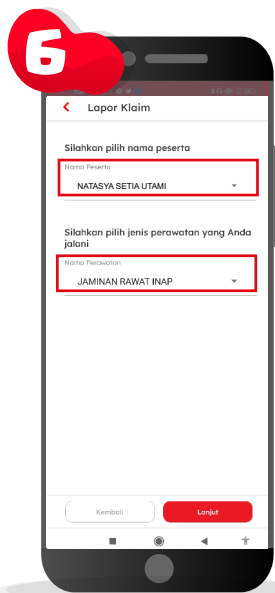 6
Lapor Klaim
Silahkan pilih nama peserta
Nama Peserta
NATASYA SETIA UTAMI
Silahkan pilih jenis perawatan yang Anda
jalani
Nama Perawatan
JAMINAN RAWAT INAP
Kembali
Lanjut